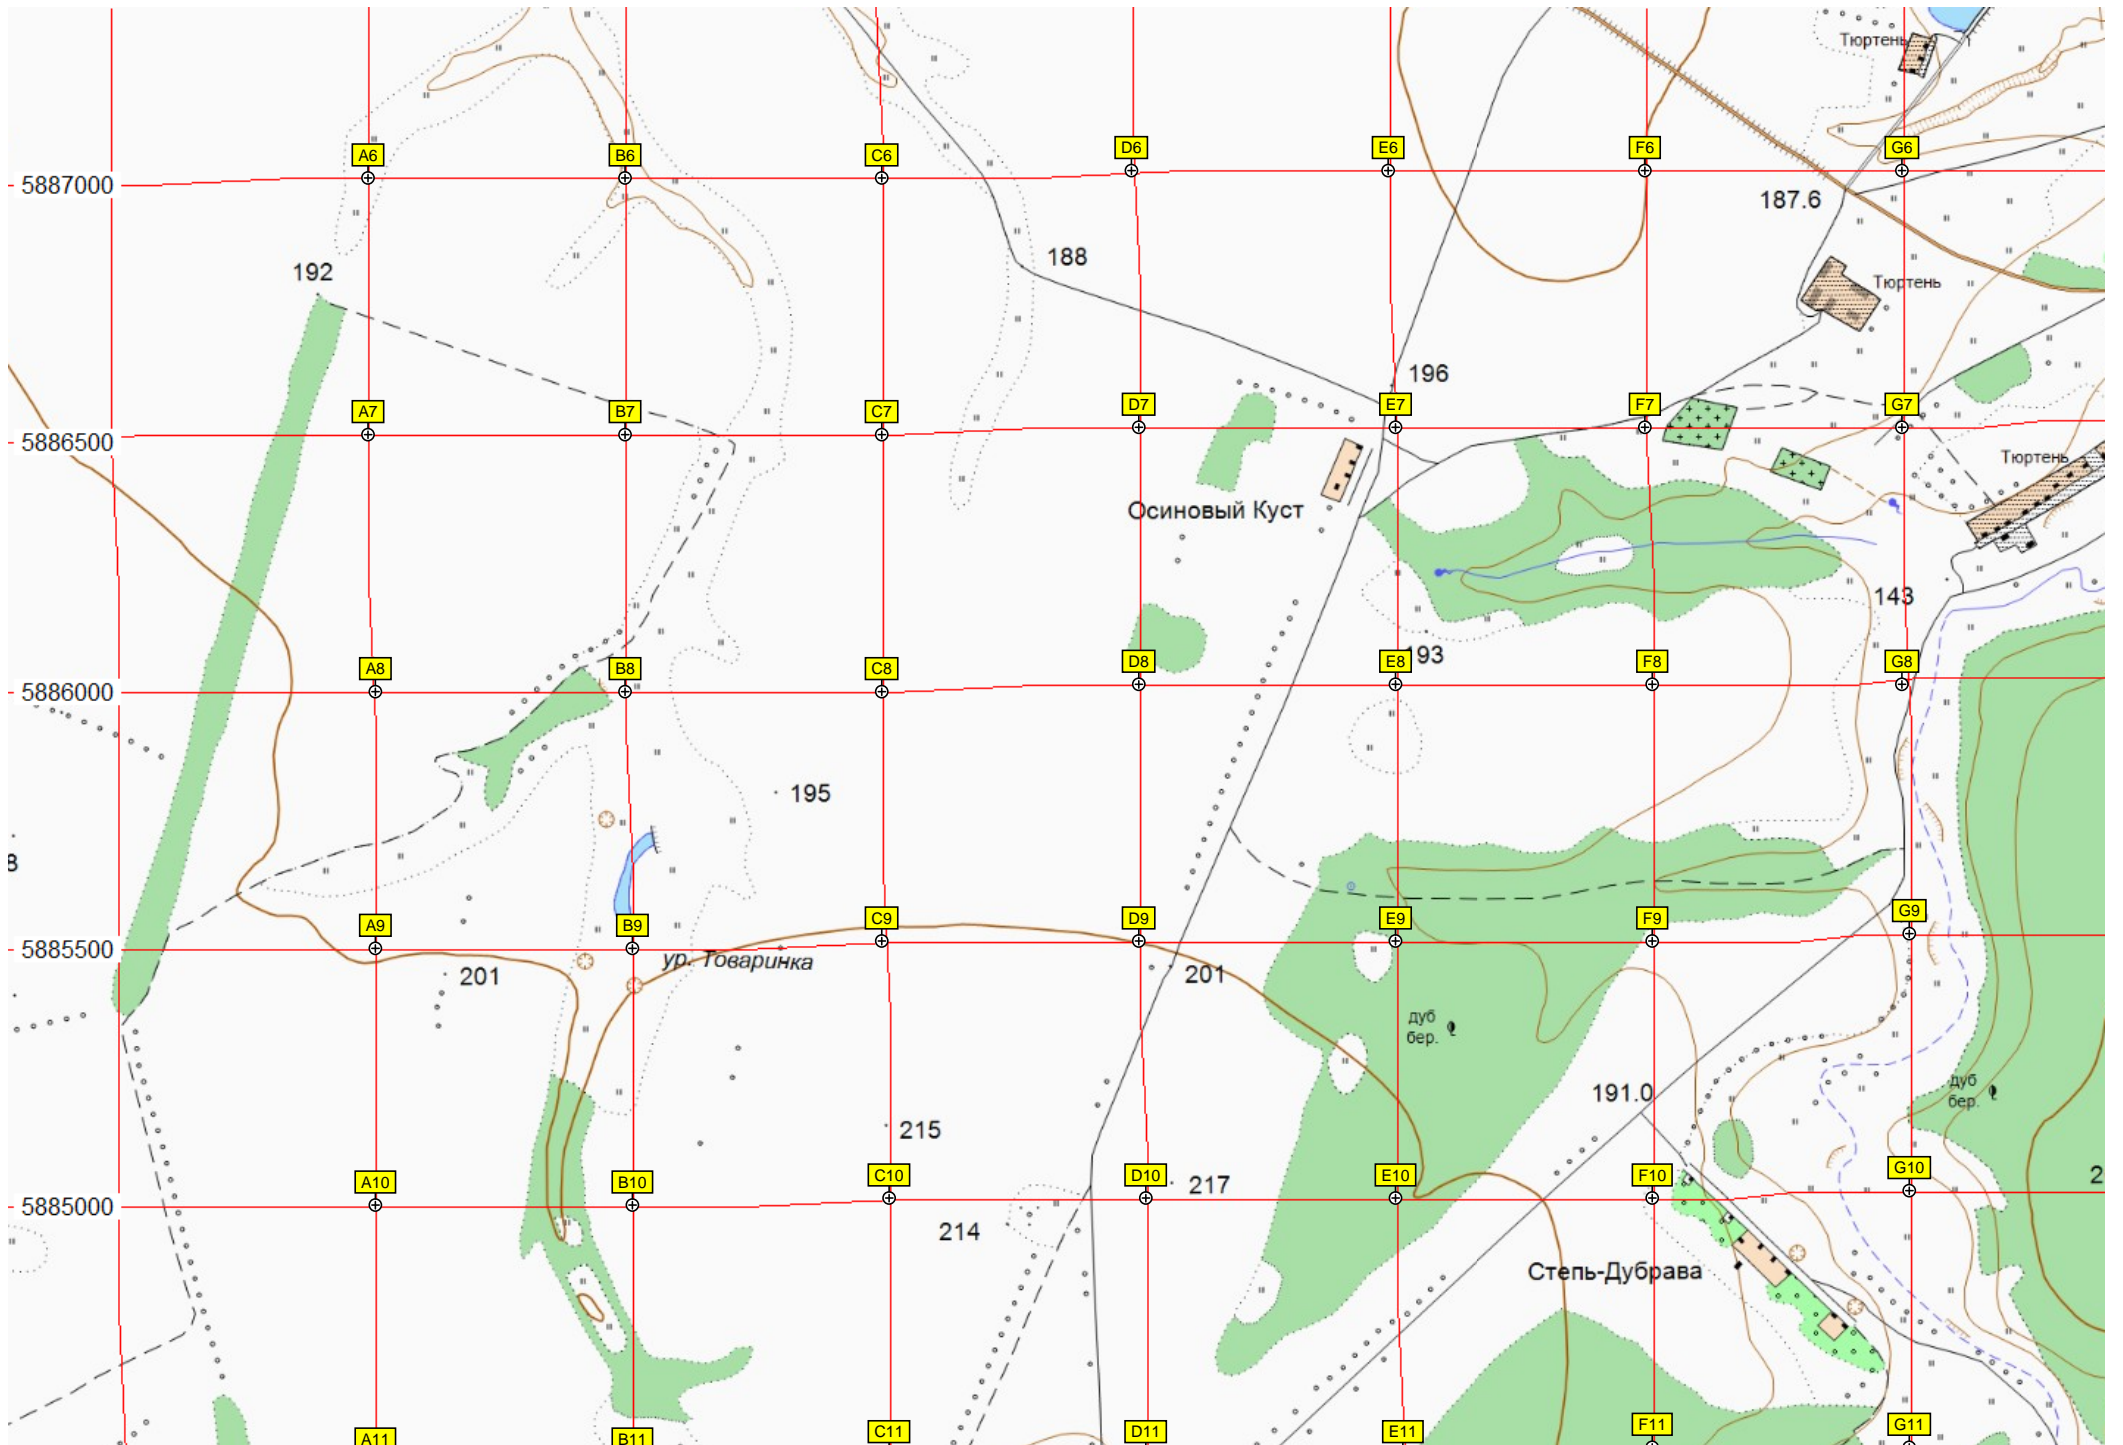 Тюртень
A6
B6
C6
D6
E6
F6
G6
5887000
187.6
188
192
Тюртень
196
A7
B7
C7
D7
E7
F7
G7
5886500
Тюртень
Осиновый Куст
143
193
A8
B8
C8
D8
E8
F8
G8
5886000
195
8
A9
B9
C9
D9
E9
F9
G9
5885500
ур. Товаринка
201
201
дуб
бер.
191.0
дуб
бер.
215
A10
B10
C10
D10
E10
F10
G10
5885000
217
2
214
Степь-Дубрава
A11
B11
C11
D11
E11
F11
G11